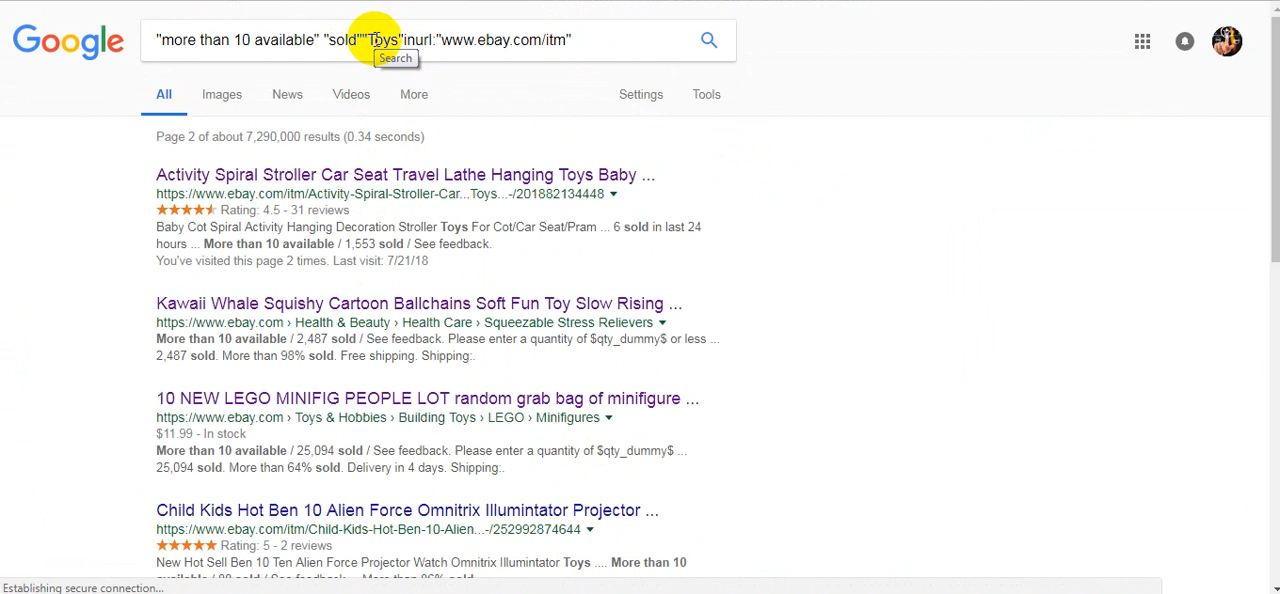 Google
"more than 10 available" "sold""Toys"inurl:"www.ebay.com/itm"
Search
All Images News Videos More Settings Tools
Page 2 of about 7,290,000 results (0.34 seconds)
Activity Spiral Stroller Car Seat Travel Lathe Hanging Toys Baby ...
https://www.ebay.com/itm/Activity-Spiral-Stroller-Car...Toys...-/201882134448
Rating: 4.5 - 31 reviews
Baby Cot Spiral Activity Hanging Decoration Stroller Toys For Cot/Car Seat/Pram ... 6 sold in last 24
hours ... More than 10 available / 1,553 sold / See feedback.
You've visited this page 2 times. Last visit: 7/21/18
Kawaii Whale Squishy Cartoon Ballchains Soft Fun Toy Slow Rising ...
https://www.ebay.com › Health & Beauty › Health Care › Squeezable Stress Relievers
More than 10 available / 2,487 sold / See feedback. Please enter a quantity of $qty_dummy$ or less ...
2,487 sold. More than 98% sold. Free shipping. Shipping:.
10 NEW LEGO MINIFIG PEOPLE LOT random grab bag of minifigure ...
https://www.ebay.com › Toys & Hobbies › Building Toys › LEGO › Minifigures
$11.99 - In stock
More than 10 available / 25,094 sold / See feedback. Please enter a quantity of $qty_dummy$ ...
25,094 sold. More than 64% sold. Delivery in 4 days. Shipping:.
Child Kids Hot Ben 10 Alien Force Omnitrix Illumintator Projector ...
https://www.ebay.com/itm/Child-Kids-Hot-Ben-10-Alien...-/252992874644
Rating: 5 - 2 reviews
New Hot Sell Ben 10 Ten Alien Force Projector Watch Omnitrix Illumintator Toys .... More than 10
available / 88 sold / See feedback ... More than 86% sold
Establishing secure connection...